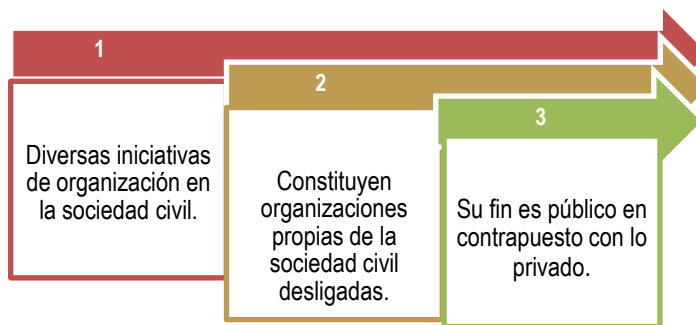 1
Diversas iniciativas
de organización en
la sociedad civil.
2
Constituyen
organizaciones
propias de la
sociedad civil
desligadas.
3
Su fin es público en
contrapuesto con lo
privado.